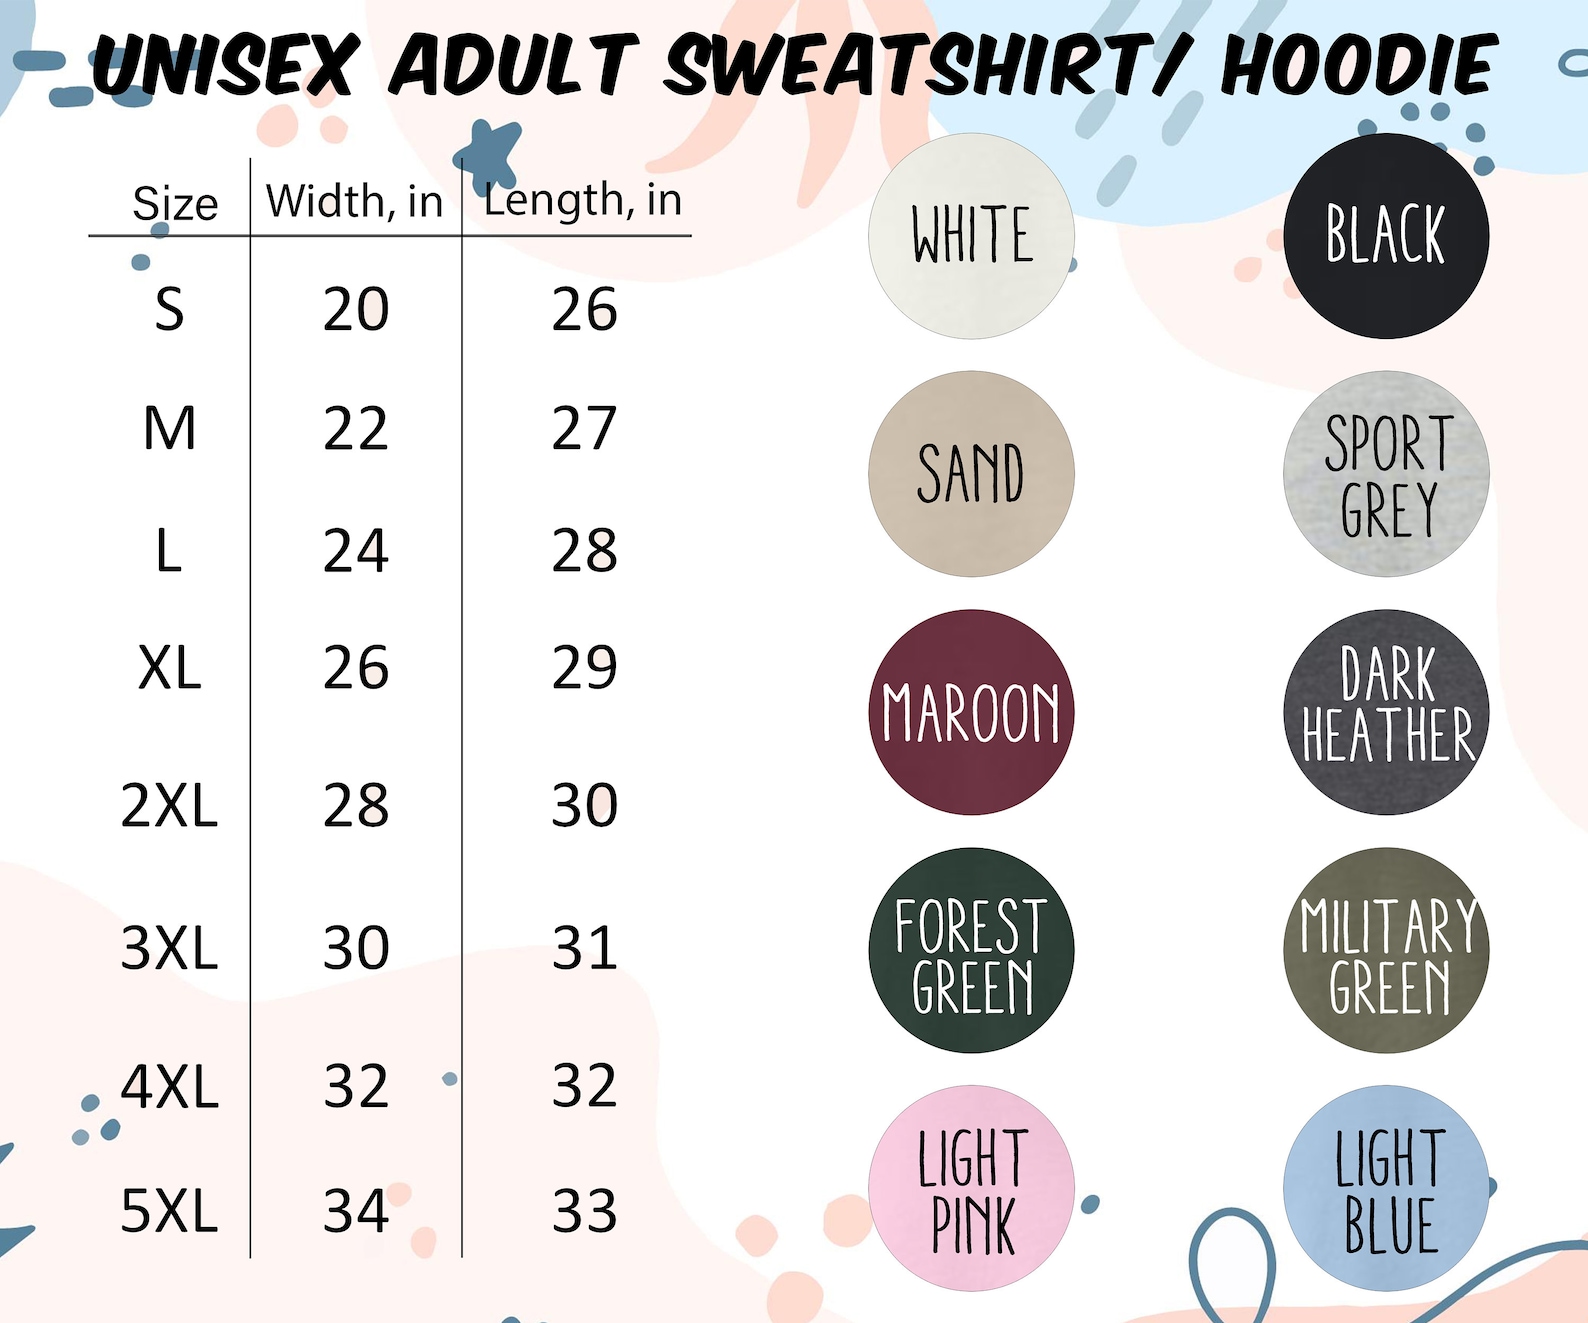 UNISEX ADULT SWEATSHIRT/ HOODIE
Size Width, in Length, in
S 20 26
M 22 27
L 24 28
XL 26 29
2XL 28 30
3XL 30 31
4XL 32 32
5XL 34 33
WHITE
BLACK
SAND
SPORT
GREY
MAROON
DARK
HEATHER
FOREST
GREEN
MILITARY
GREEN
LIGHT
PINK
LIGHT
BLUE